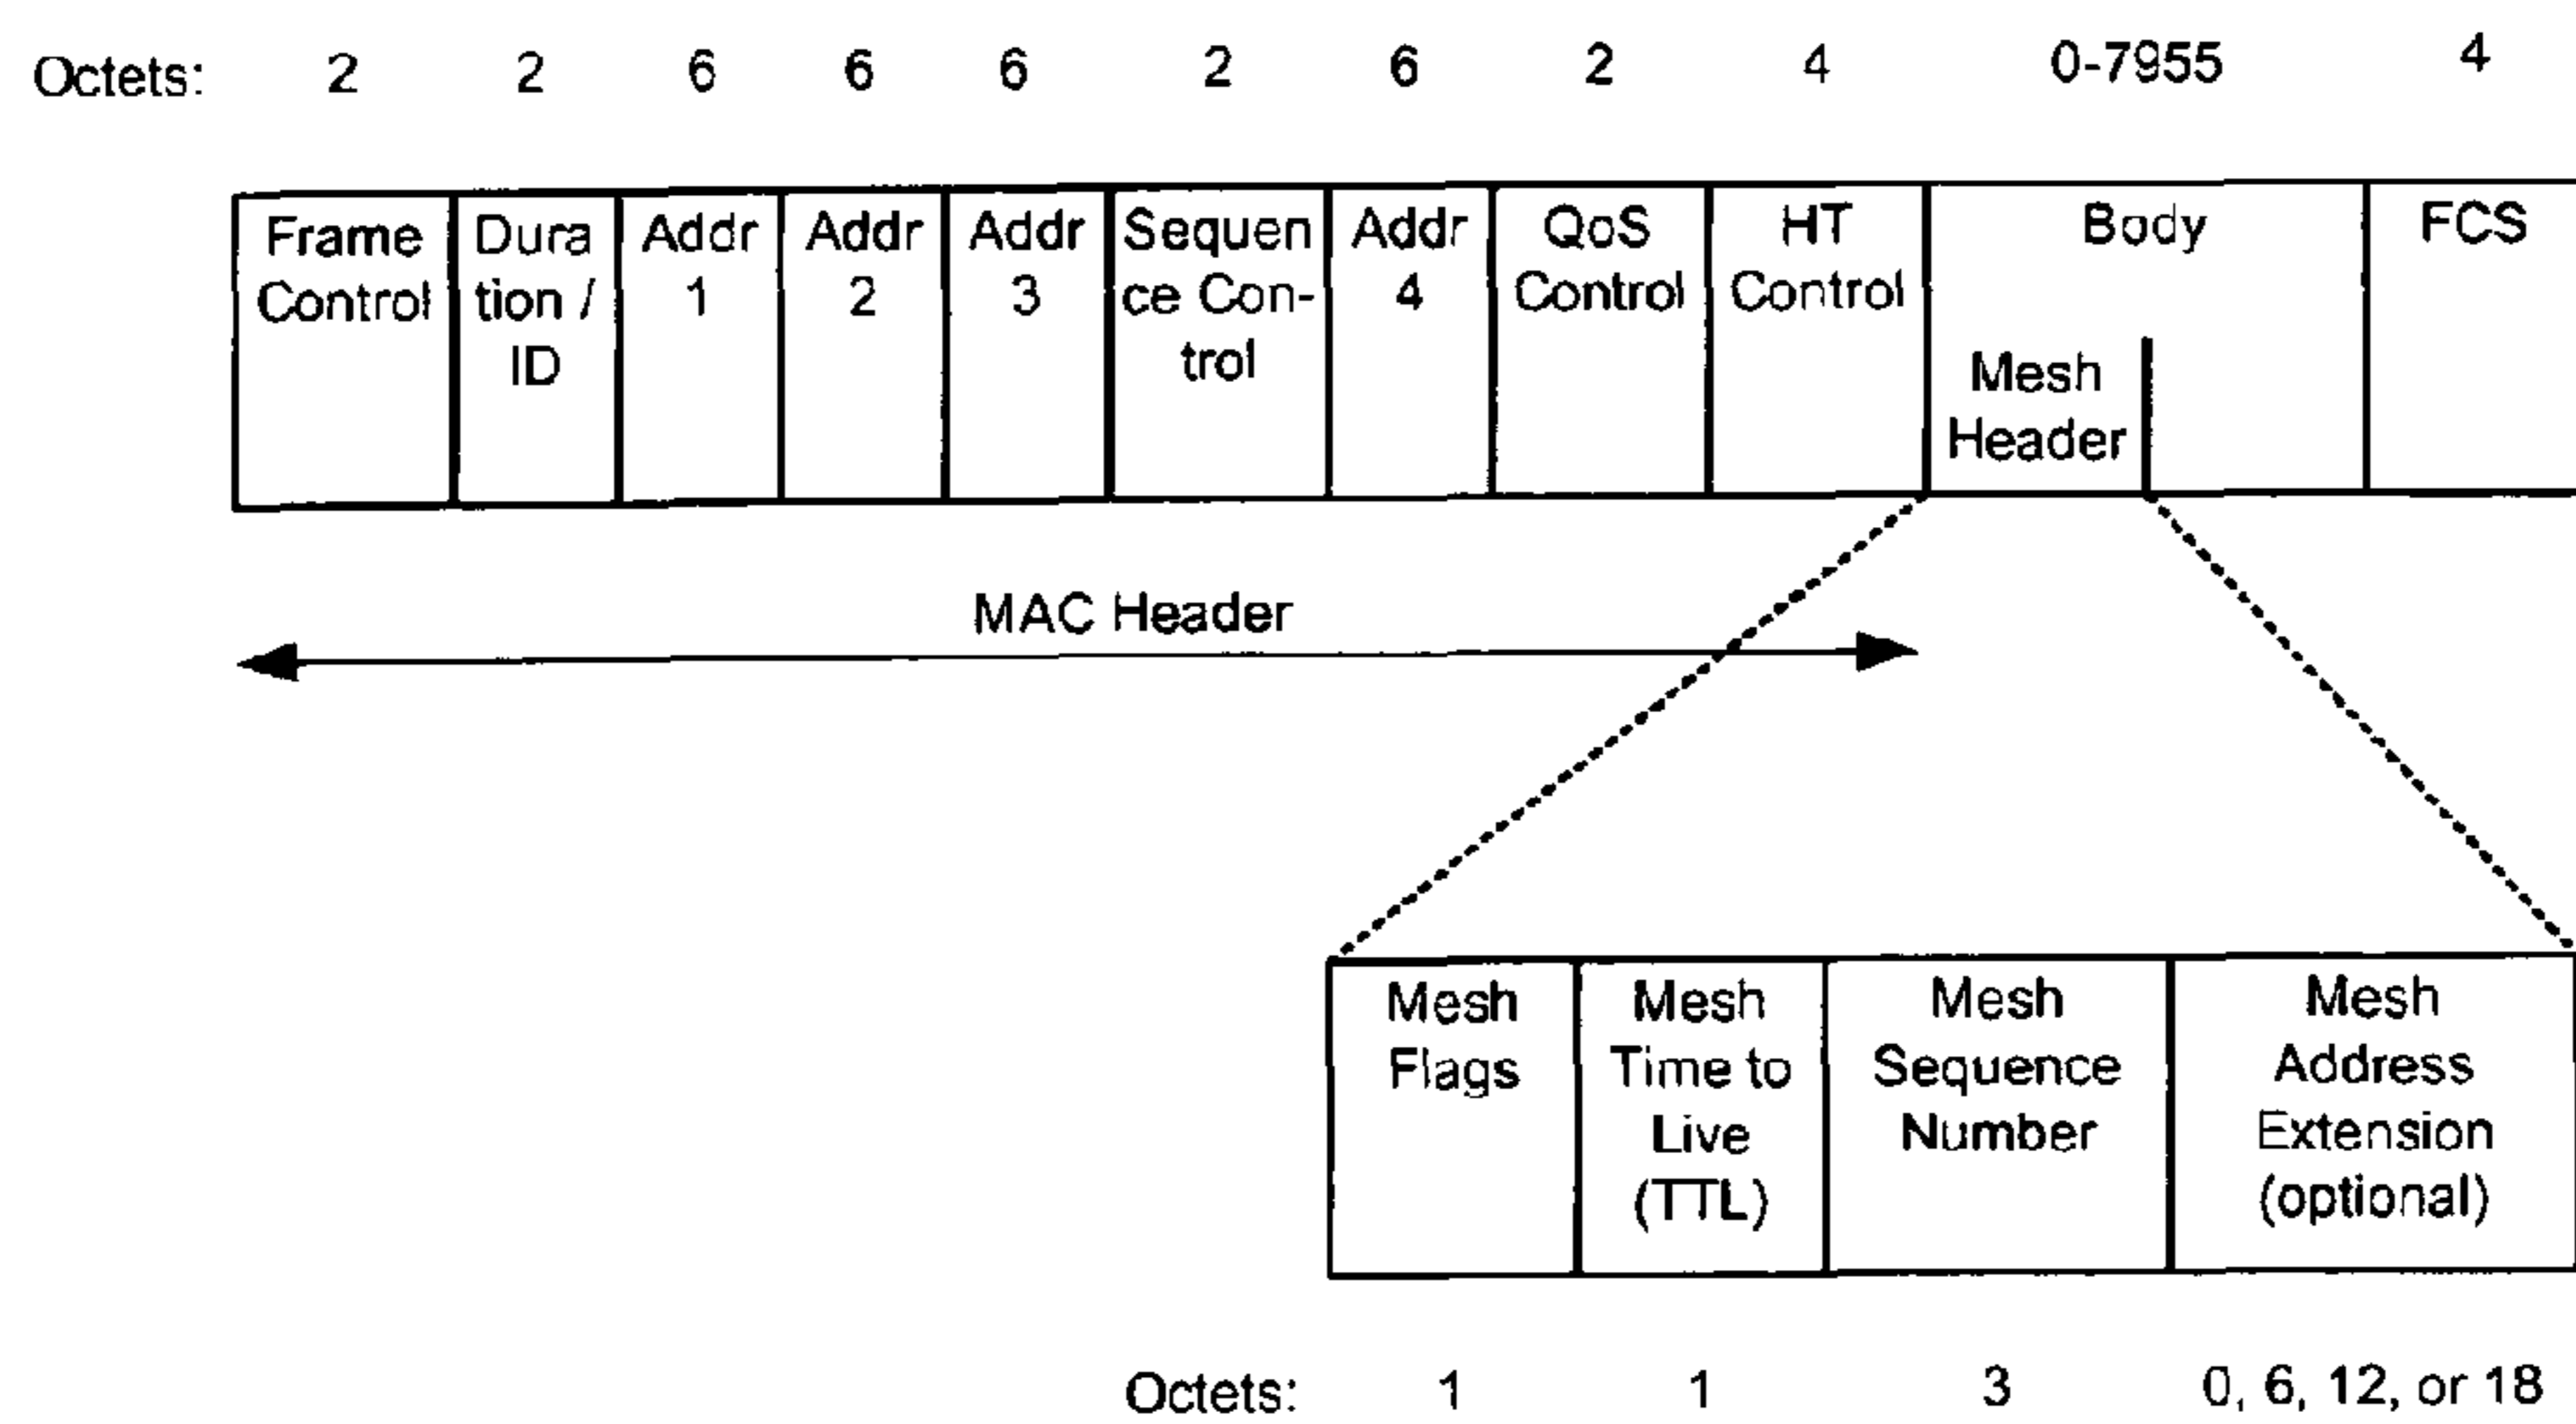 Octets: 2 2 6 6 6 2 6 2 4 0-7955 4
Frame
Control
Dura
tion /
ID
Addr
1
Addr
2
Addr
3
Sequen
ce Con-
trol
Addr
4
QoS
Control
HT
Control
Body
Mesh
Header
FCS
MAC Header
Mesh
Flags
Mesh
Time to
Live
(TTL)
Mesh
Sequence
Number
Mesh
Address
Extension
(optional)
Octets: 1 1 3 0, 6, 12, or 18